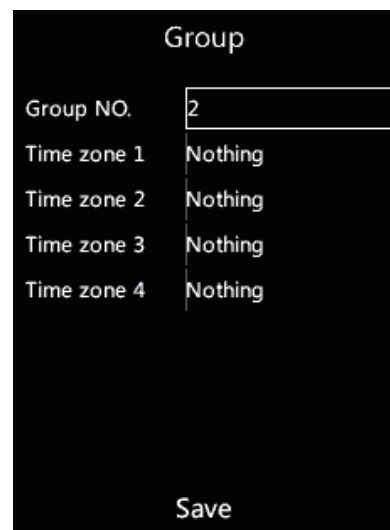 Group
Group NO. 2
Time zone 1 Nothing
Time zone 2 Nothing
Time zone 3 Nothing
Time zone 4 Nothing
Save